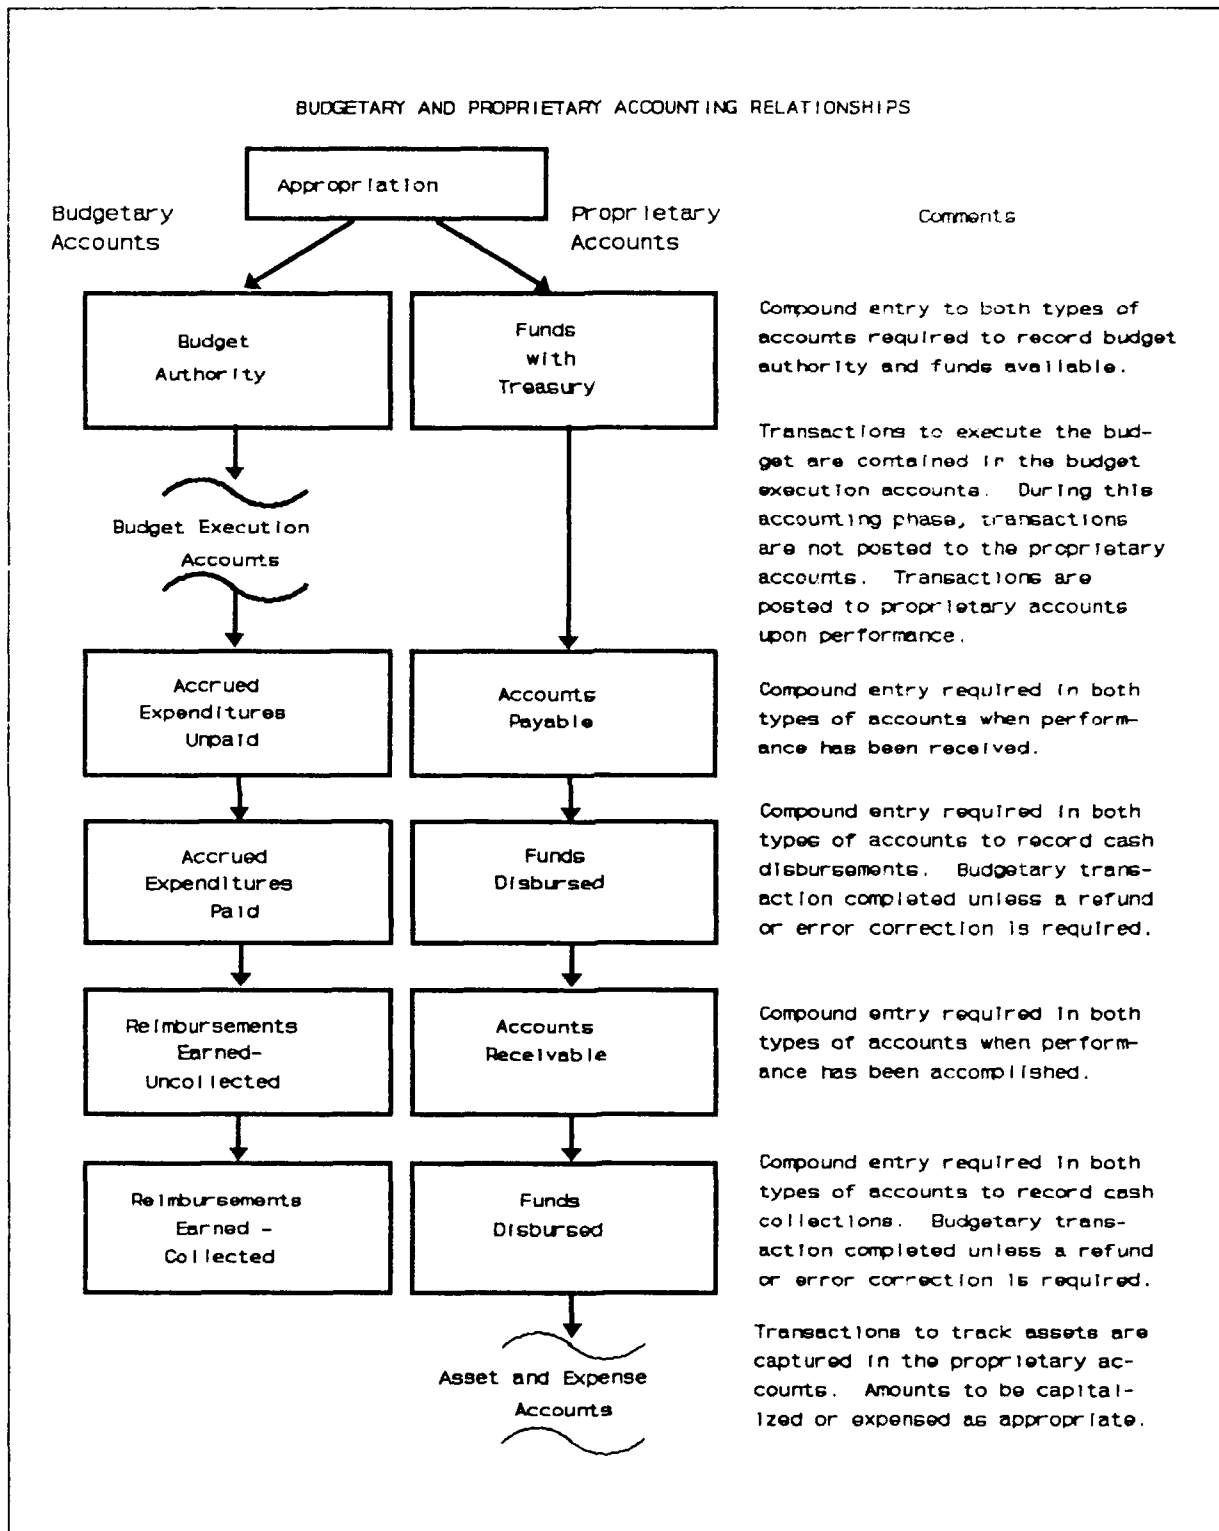 BUDGETARY AND PROPRIETARY ACCOUNTING RELATIONSHIPS
Appropriation
Budgetary
Accounts
Proprietary
Accounts
Comments
Budget
Authority
Funds
with
Treasury
Compound entry to both types of
accounts required to record budget
authority and funds available.
Budget Execution
Accounts
Transactions to execute the bud-
get are contained in the budget
execution accounts. During this
accounting phase, transactions
are not posted to the proprietary
accounts. Transactions are
posted to proprietary accounts
upon performance.
Accrued
Expenditures
Unpaid
Accounts
Payable
Compound entry required in both
types of accounts when perform-
ance has been received.
Accrued
Expenditures
Paid
Funds
Disbursed
Compound entry required in both
types of accounts to record cash
disbursements. Budgetary trans-
action completed unless a refund
or error correction is required.
Reimbursements
Earned-
Uncollected
Accounts
Receivable
Compound entry required in both
types of accounts when perform-
ance has been accomplished.
Reimbursements
Earned -
Collected
Funds
Disbursed
Compound entry required in both
types of accounts to record cash
collections. Budgetary trans-
action completed unless a refund
or error correction is required.
Asset and Expense
Accounts
Transactions to track assets are
captured in the proprietary ac-
counts. Amounts to be capital-
ized or expensed as appropriate.